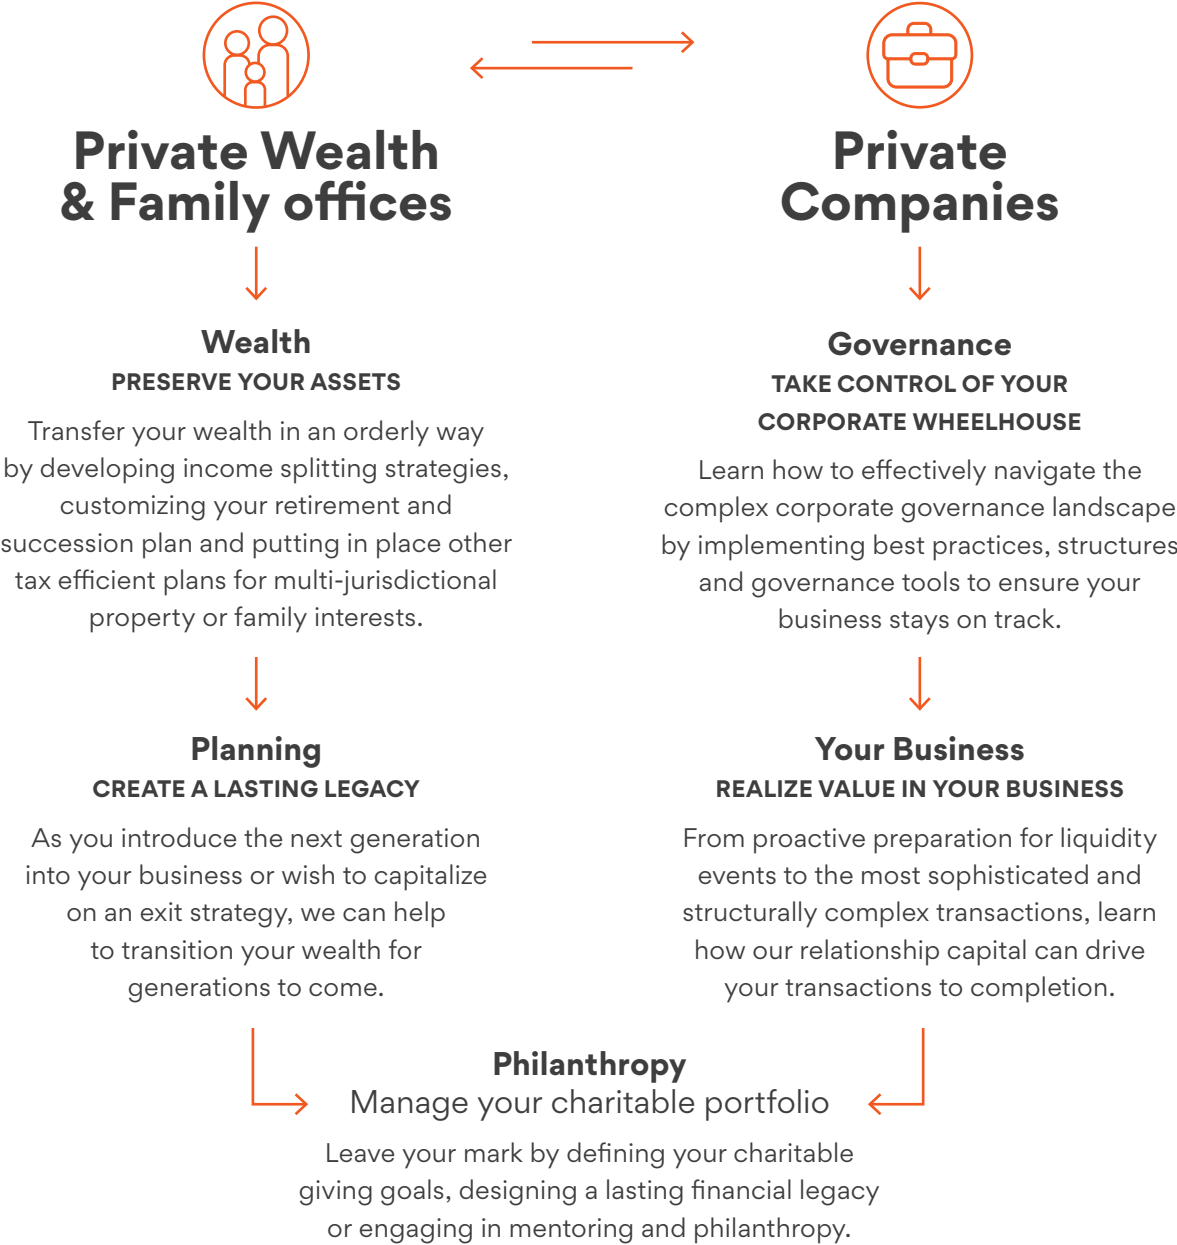 Private Wealth
& Family offices
Wealth
PRESERVE YOUR ASSETS
Transfer your wealth in an orderly way
by developing income splitting strategies,
customizing your retirement and
succession plan and putting in place other
tax efficient plans for multi-jurisdictional
property or family interests.
Planning
CREATE A LASTING LEGACY
As you introduce the next generation
into your business or wish to capitalize
on an exit strategy, we can help
to transition your wealth for
generations to come.
Private
Companies
Governance
TAKE CONTROL OF YOUR
CORPORATE WHEELHOUSE
Learn how to effectively navigate the
complex corporate governance landscape
by implementing best practices, structures
and governance tools to ensure your
business stays on track.
Your Business
REALIZE VALUE IN YOUR BUSINESS
From proactive preparation for liquidity
events to the most sophisticated and
structurally complex transactions, learn
how our relationship capital can drive
your transactions to completion.
Philanthropy
Manage your charitable portfolio
Leave your mark by defining your charitable
giving goals, designing a lasting financial legacy
or engaging in mentoring and philanthropy.